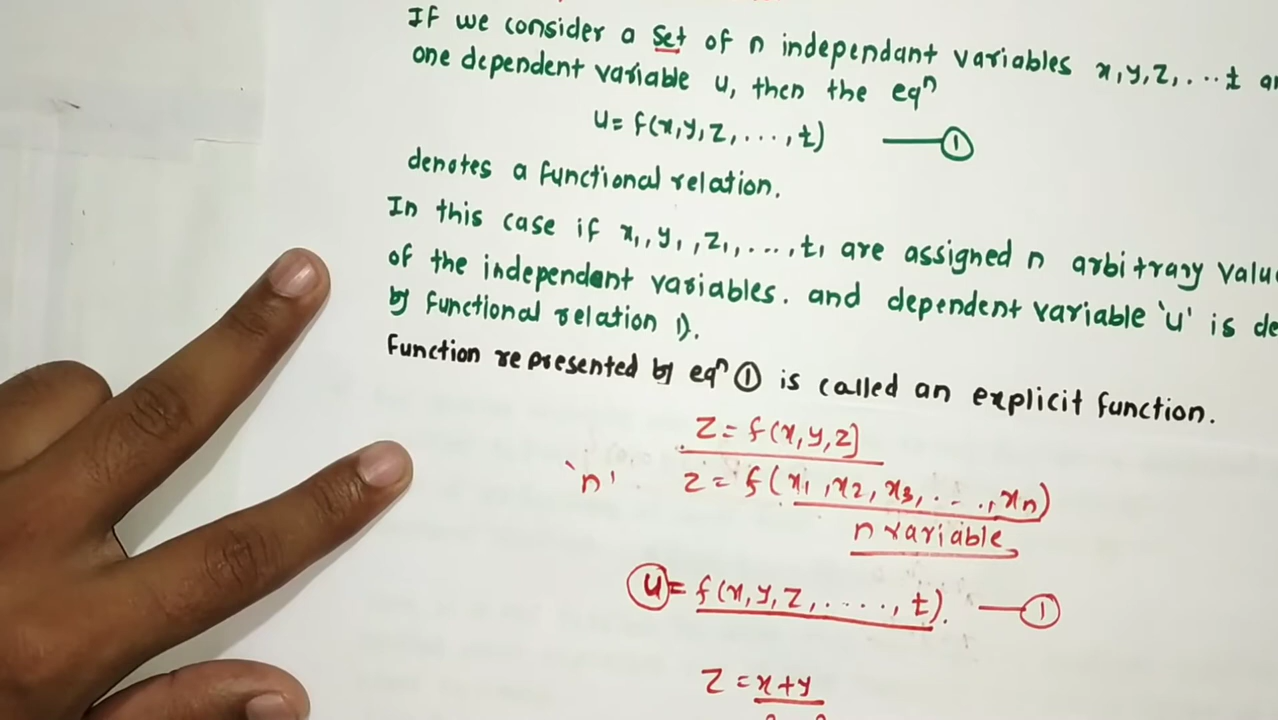 If we consider a set of n independant variables x,y,z,...t
one dependent variable u, then the eqⁿ
u= f(x,y,z,....,t) ——①
denotes a functional relation.
In this case if x₁,y₁,z₁,....,t₁ are assigned n arbitrary
of the independent variables. and dependent variable 'u' is
by functional relation 1).
Function represented by eqⁿ ① is called an explicit function.
z= f(x,y,z)
'n' z = f(x₁,x₂,x₃,....,xₙ)
n variable
u= f(x,y,z,.....,t). ——①
z = x+y